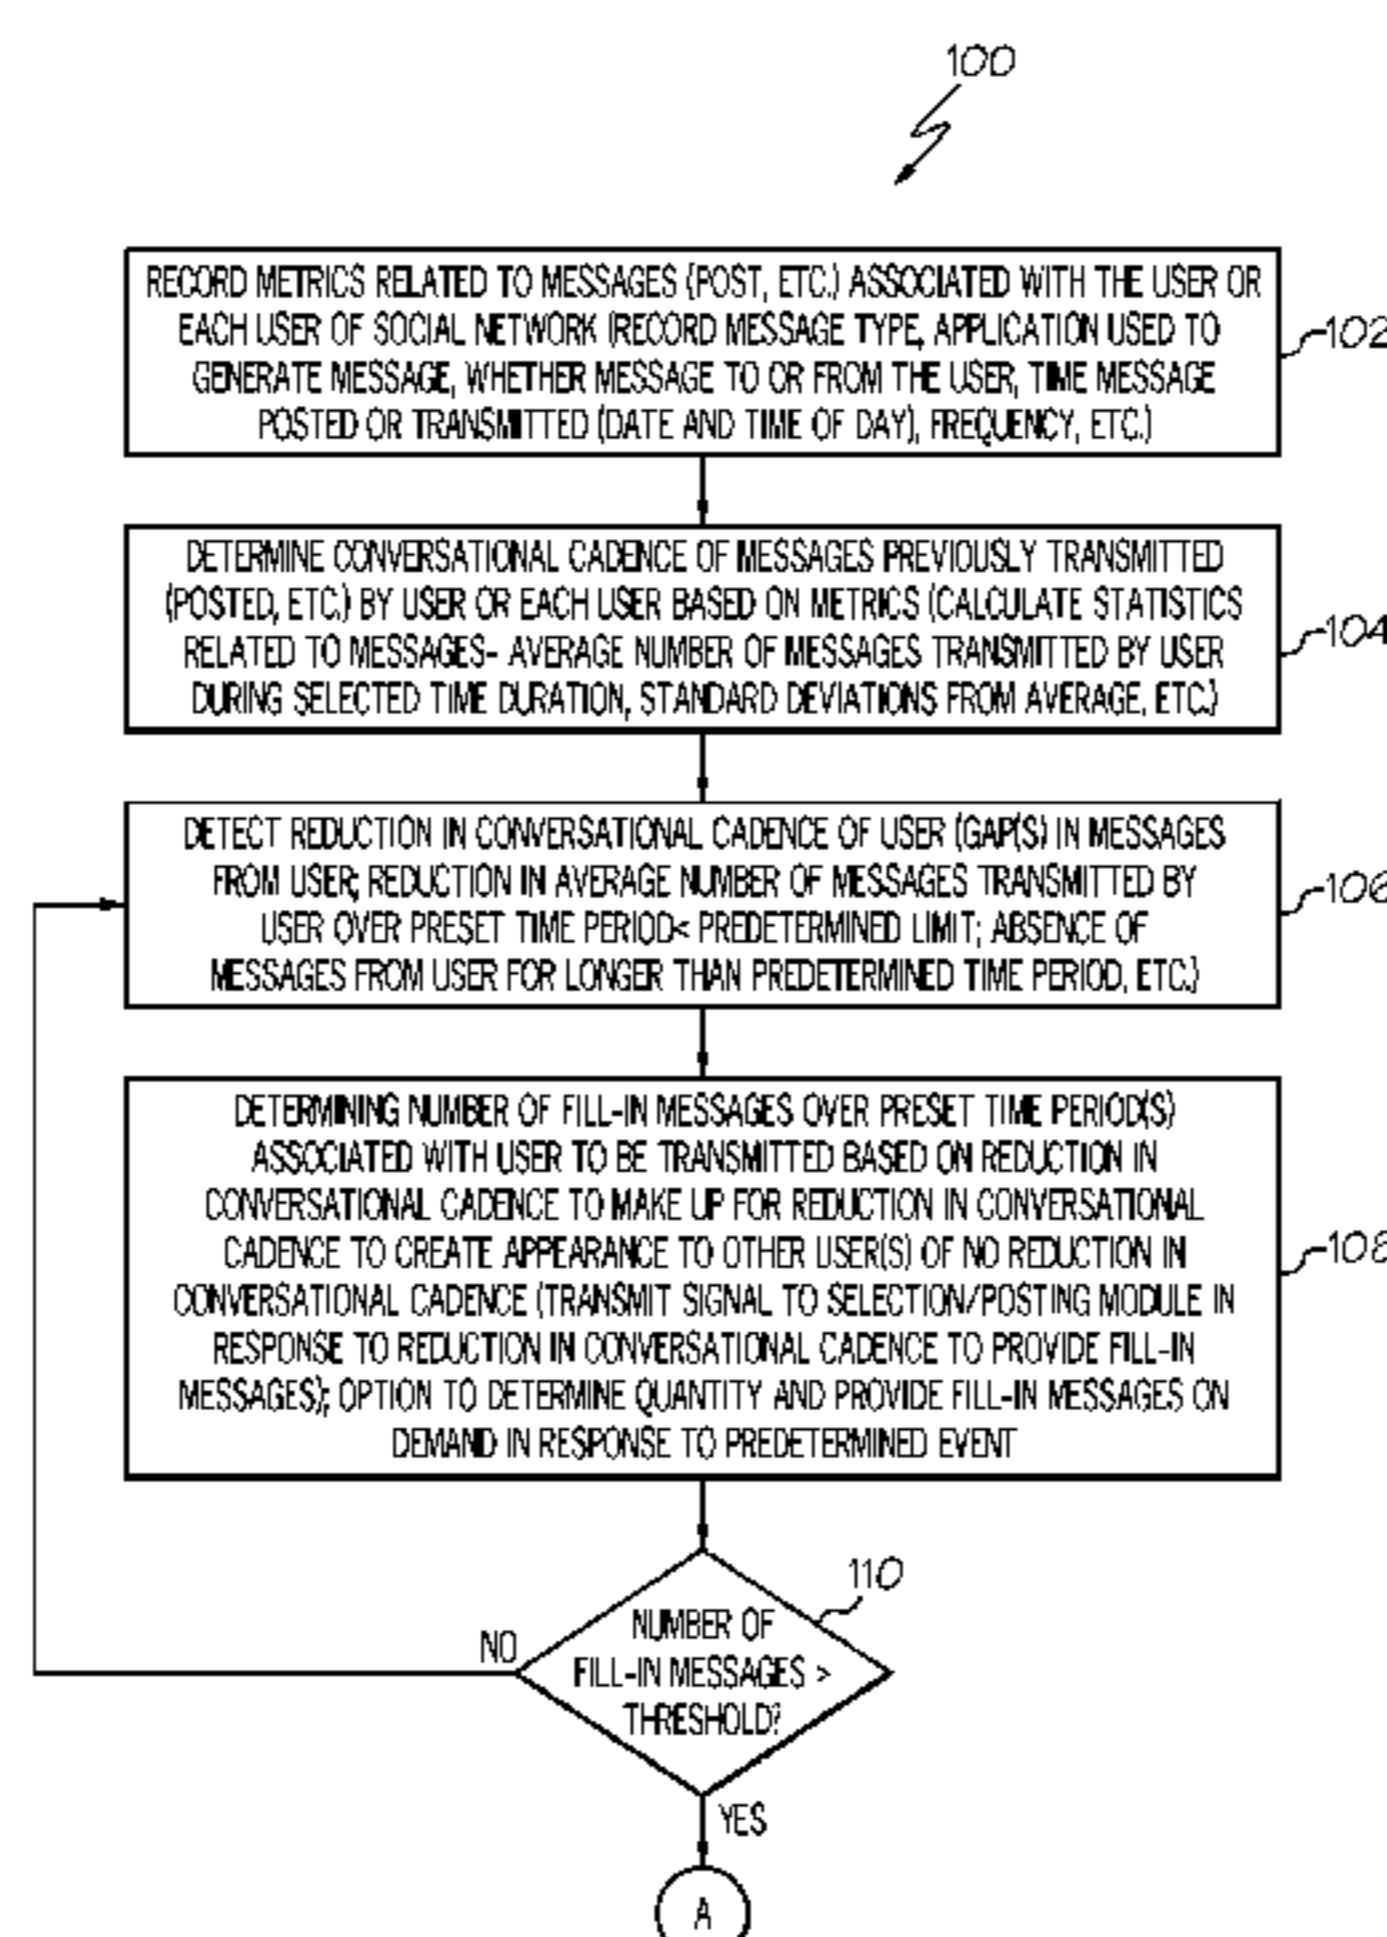 100
RECORD METRICS RELATED TO MESSAGES (POST, ETC.) ASSOCIATED WITH THE USER OR
EACH USER OF SOCIAL NETWORK (RECORD MESSAGE TYPE, APPLICATION USED TO
GENERATE MESSAGE, WHETHER MESSAGE TO OR FROM THE USER, TIME MESSAGE
POSTED OR TRANSMITTED (DATE AND TIME OF DAY), FREQUENCY, ETC.)
102
DETERMINE CONVERSATIONAL CADENCE OF MESSAGES PREVIOUSLY TRANSMITTED
(POSTED, ETC.) BY USER OR EACH USER BASED ON METRICS (CALCULATE STATISTICS
RELATED TO MESSAGES- AVERAGE NUMBER OF MESSAGES TRANSMITTED BY USER
DURING SELECTED TIME DURATION, STANDARD DEVIATIONS FROM AVERAGE, ETC.)
104
DETECT REDUCTION IN CONVERSATIONAL CADENCE OF USER (GAP(S) IN MESSAGES
FROM USER; REDUCTION IN AVERAGE NUMBER OF MESSAGES TRANSMITTED BY
USER OVER PRESET TIME PERIOD< PREDETERMINED LIMIT; ABSENCE OF
MESSAGES FROM USER FOR LONGER THAN PREDETERMINED TIME PERIOD, ETC.)
106
DETERMINING NUMBER OF FILL-IN MESSAGES OVER PRESET TIME PERIOD(S)
ASSOCIATED WITH USER TO BE TRANSMITTED BASED ON REDUCTION IN
CONVERSATIONAL CADENCE TO MAKE UP FOR REDUCTION IN CONVERSATIONAL
CADENCE TO CREATE APPEARANCE TO OTHER USER(S) OF NO REDUCTION IN
CONVERSATIONAL CADENCE (TRANSMIT SIGNAL TO SELECTION/POSTING MODULE IN
RESPONSE TO REDUCTION IN CONVERSATIONAL CADENCE TO PROVIDE FILL-IN
MESSAGES); OPTION TO DETERMINE QUANTITY AND PROVIDE FILL-IN MESSAGES ON
DEMAND IN RESPONSE TO PREDETERMINED EVENT
108
110
NUMBER OF
FILL-IN MESSAGES >
THRESHOLD?
NO
YES
A